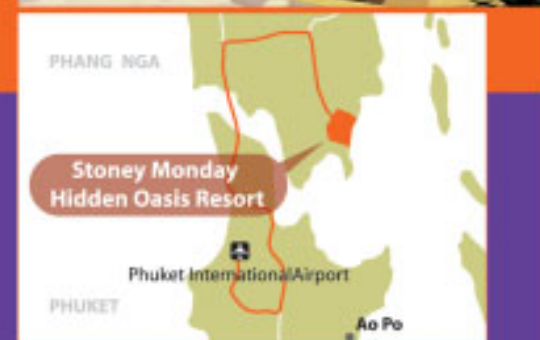 PHANG NGA
Stoney Monday
Hidden Oasis Resort
Phuket InternationalAirport
PHUKET
Ao Po